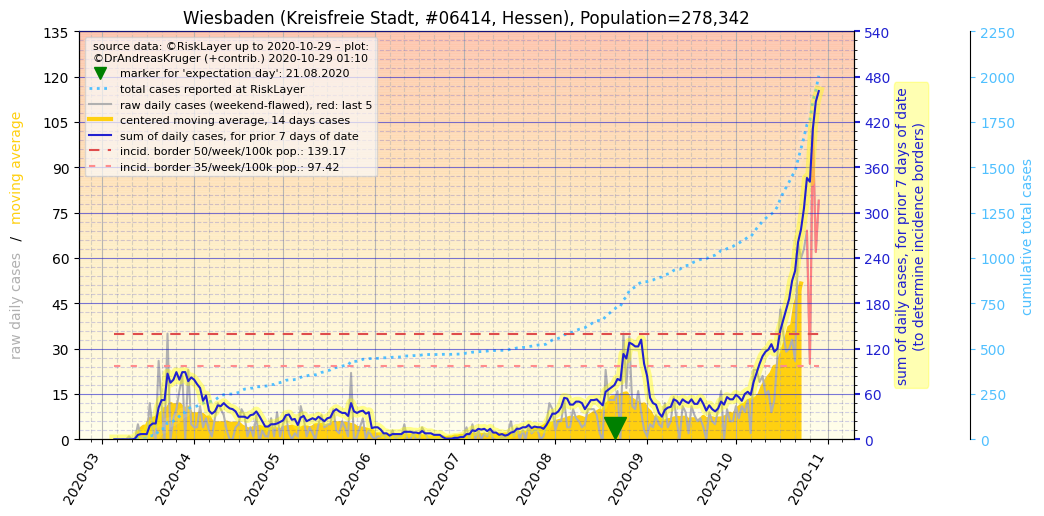 Wiesbaden (Kreisfreie Stadt, #06414, Hessen), Population=278,342
source data: ©RiskLayer up to 2020-10-29 – plot:
©DrAndreasKruger (+contrib.) 2020-10-29 01:10
marker for 'expectation day': 21.08.2020
total cases reported at RiskLayer
raw daily cases (weekend-flawed), red: last 5
centered moving average, 14 days cases
sum of daily cases, for prior 7 days of date
incid. border 50/week/100k pop.: 139.17
incid. border 35/week/100k pop.: 97.42
raw daily cases / moving average
135
120
105
90
75
60
45
30
15
0
540
480
420
360
300
240
180
120
60
0
sum of daily cases, for prior 7 days of date
(to determine incidence borders)
2250
2000
1750
1500
1250
1000
750
500
250
0
cumulative total cases
2020-03
2020-04
2020-05
2020-06
2020-07
2020-08
2020-09
2020-10
2020-11